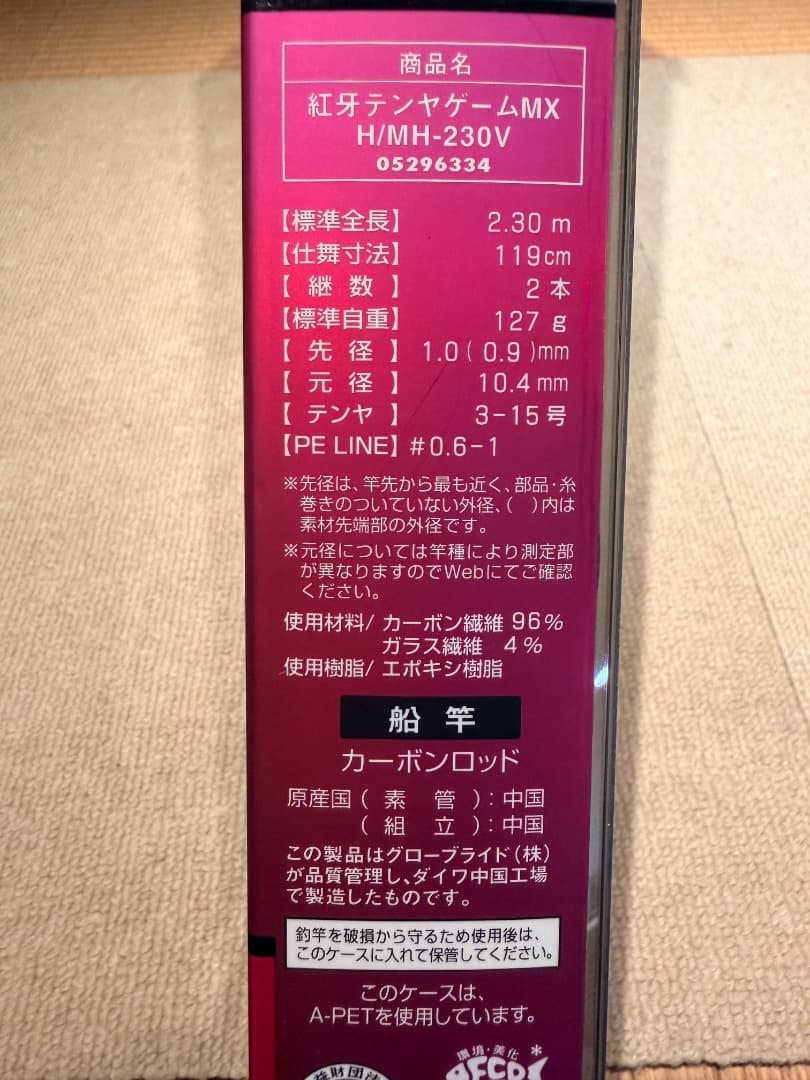 商品名
紅牙テンヤゲームMX
H/MH-230V
05296334
【標準全長】 2.30 m
【仕舞寸法】 119cm
【 継 数 】 2 本
【標準自重】 127 g
【 先 径 】 1.0 ( 0.9 )mm
【 元 径 】 10.4 mm
【 テンヤ 】 3-15 号
【PE LINE】 #0.6-1
※先径は、竿先から最も近く、部品・糸
巻きのついていない外径、( )内は
素材先端部の外径です。
※元径については竿種により測定部
が異なりますのでWebにてご確認
ください。
使用材料/ カーボン繊維 96%
ガラス繊維 4%
使用樹脂/ エポキシ樹脂
船 竿
カーボンロッド
原産国 ( 素 管 ) : 中国
( 組 立 ) : 中国
この製品はグローブライド(株)
が品質管理し、ダイワ中国工場
で製造したものです。
釣竿を破損から守るため使用後は、
このケースに入れて保管してください。
このケースは、
A-PETを使用しています。
環境・美化